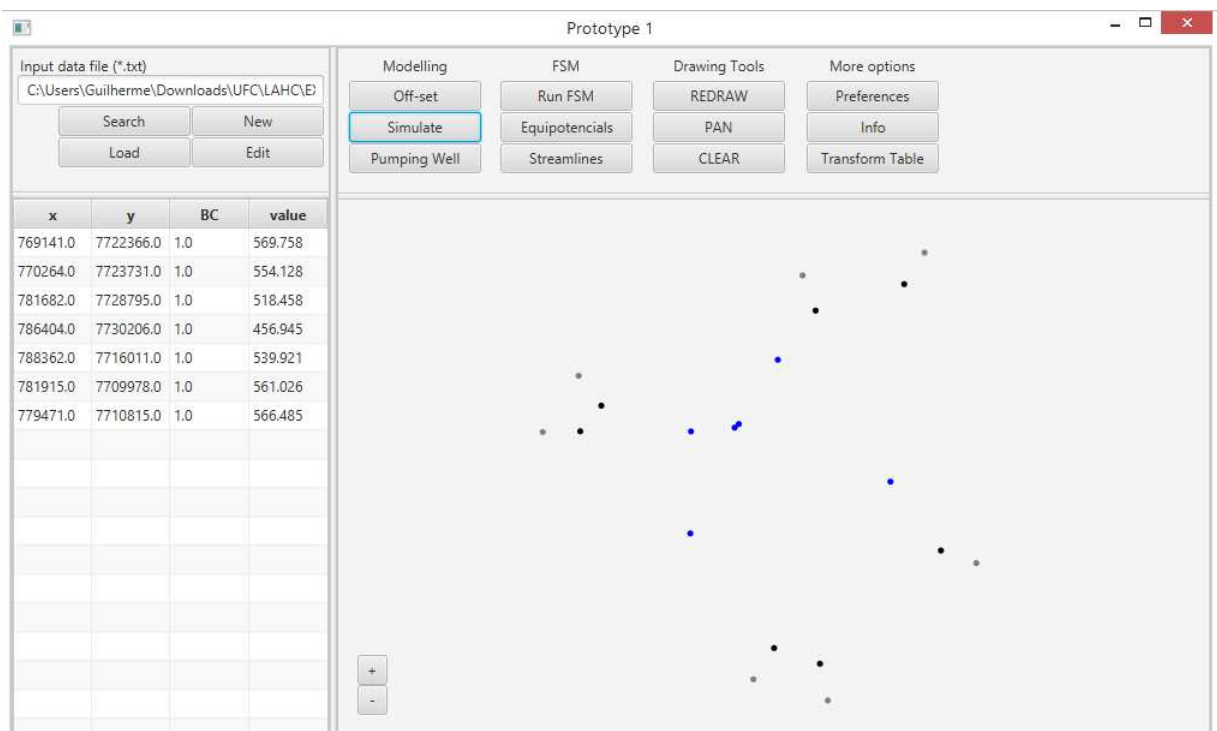 Prototype 1
Input data file (*.txt)
C:\Users\Guilherme\Downloads\UFC\LAHC\E
Search New
Load Edit
Modelling FSM Drawing Tools More options
Off-set Run FSM REDRAW Preferences
Simulate Equipotencials PAN Info
Pumping Well Streamlines CLEAR Transform Table
x y BC value
769141.0 7722366.0 1.0 569.758
770264.0 7723731.0 1.0 554.128
781682.0 7728795.0 1.0 518.458
786404.0 7730206.0 1.0 456.945
788362.0 7716011.0 1.0 539.921
781915.0 7709978.0 1.0 561.026
779471.0 7710815.0 1.0 566.485
+
-